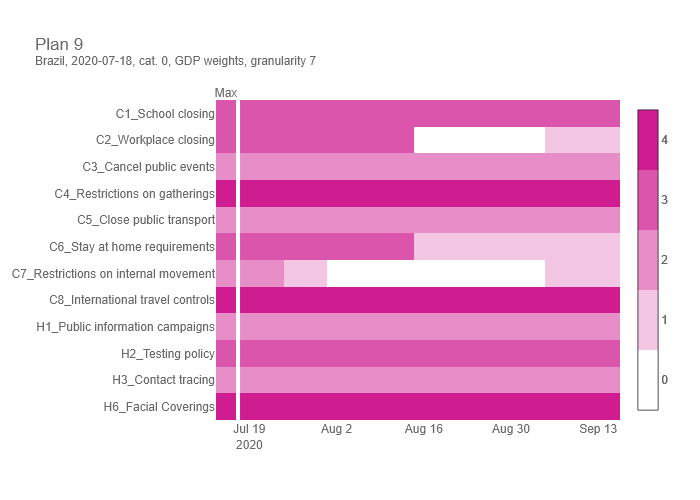 Plan 9
Brazil, 2020-07-18, cat. 0, GDP weights, granularity 7
Max
C1_School closing
C2_Workplace closing
C3_Cancel public events
C4_Restrictions on gatherings
C5_Close public transport
C6_Stay at home requirements
C7_Restrictions on internal movement
C8_International travel controls
H1_Public information campaigns
H2_Testing policy
H3_Contact tracing
H6_Facial Coverings
Jul 19 Aug 2 Aug 16 Aug 30 Sep 13
2020
4
3
2
1
0